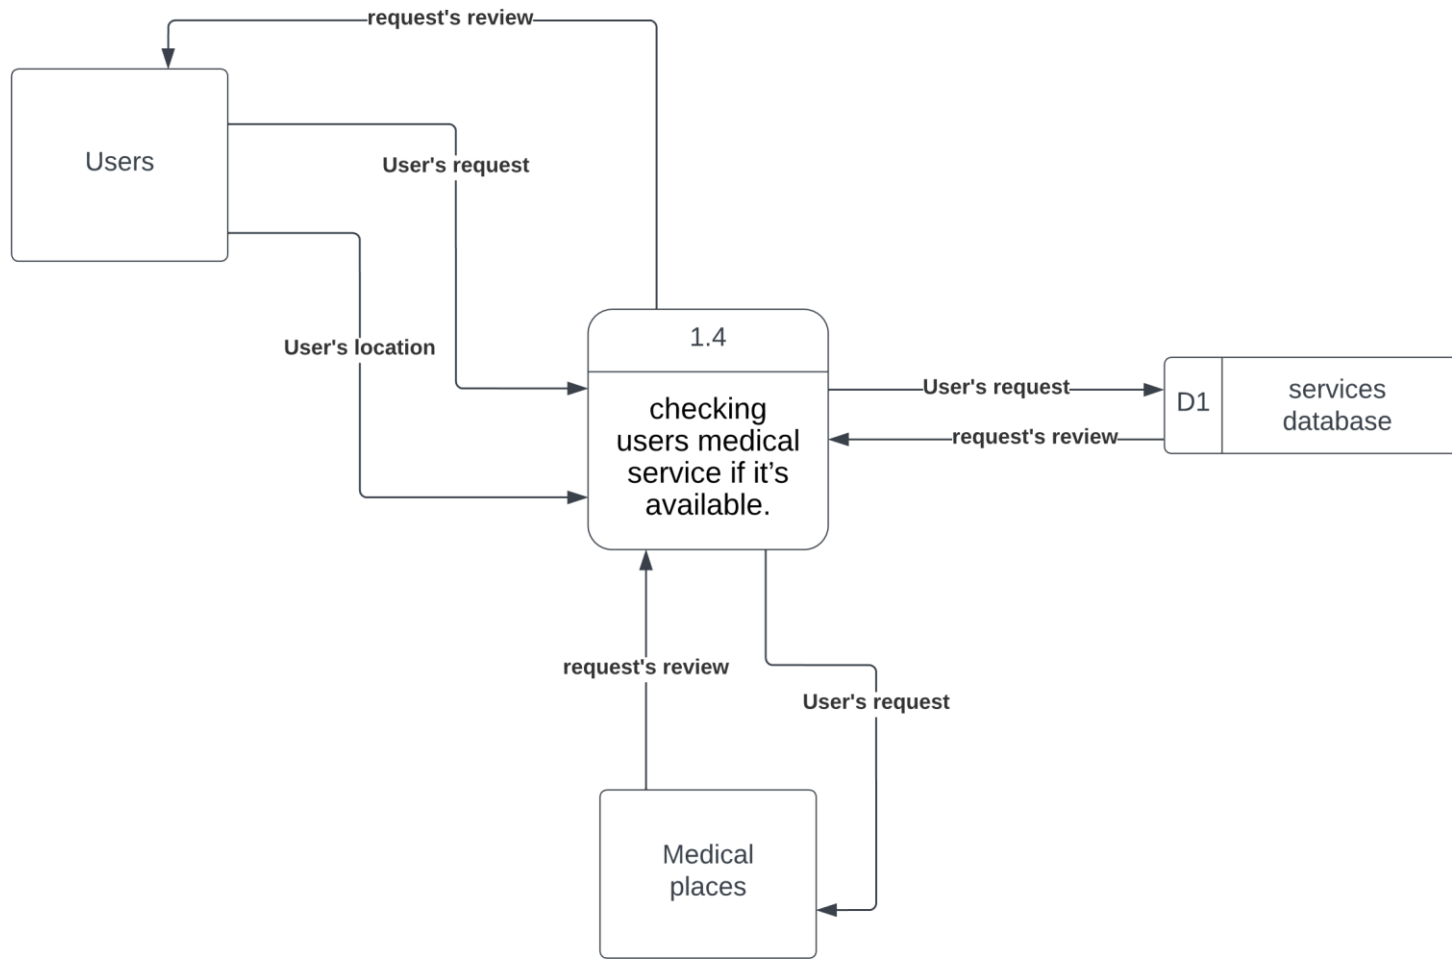 request's review
Users
User's request
User's location
1.4
checking
users medical
service if it’s
available.
User's request
request's review
D1
services
database
request's review
User's request
Medical
places